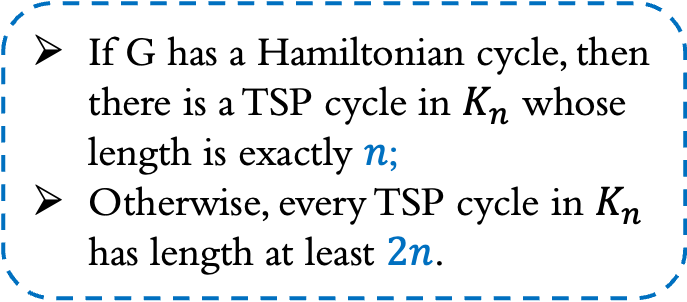 ➤ If G has a Hamiltonian cycle, then
there is a TSP cycle in 𝑲𝒏 whose
length is exactly 𝒏;
➤ Otherwise, every TSP cycle in 𝑲𝒏
has length at least 𝟐𝒏.